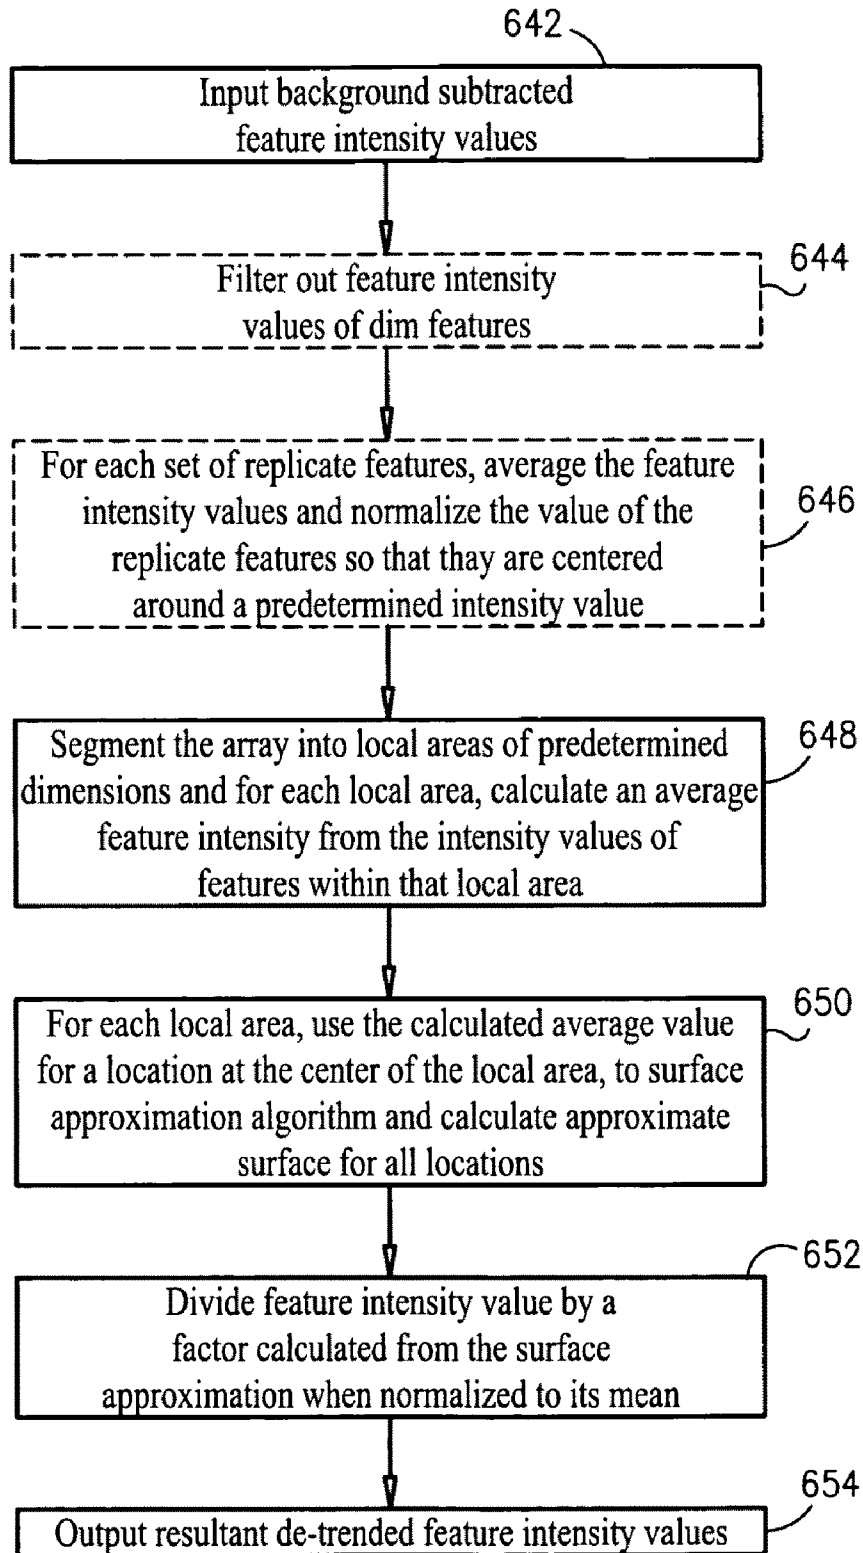 642
Input background subtracted
feature intensity values
644
Filter out feature intensity
values of dim features
646
For each set of replicate features, average the feature
intensity values and normalize the value of the
replicate features so that thay are centered
around a predetermined intensity value
648
Segment the array into local areas of predetermined
dimensions and for each local area, calculate an average
feature intensity from the intensity values of
features within that local area
650
For each local area, use the calculated average value
for a location at the center of the local area, to surface
approximation algorithm and calculate approximate
surface for all locations
652
Divide feature intensity value by a
factor calculated from the surface
approximation when normalized to its mean
654
Output resultant de-trended feature intensity values